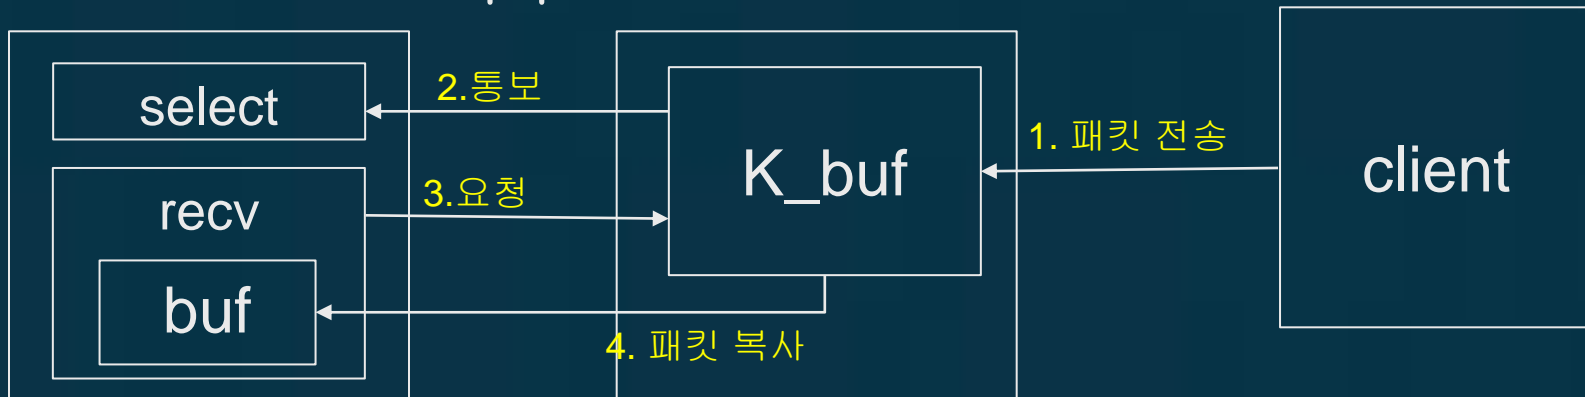 select
2.통보
K_buf
1. 패킷 전송
client
recv
3.요청
buf
4. 패킷 복사